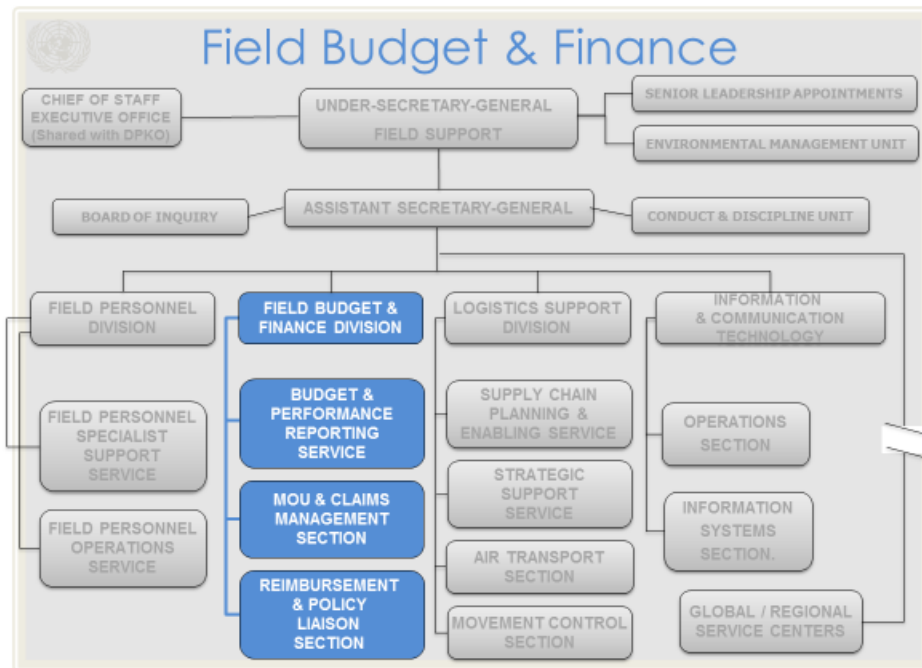 Field Budget & Finance
CHIEF OF STAFF
EXECUTIVE OFFICE
(Shared with DPKO)
UNDER-SECRETARY-GENERAL
FIELD SUPPORT
SENIOR LEADERSHIP APPOINTMENTS
ENVIRONMENTAL MANAGEMENT UNIT
BOARD OF INQUIRY
ASSISTANT SECRETARY-GENERAL
CONDUCT & DISCIPLINE UNIT
FIELD PERSONNEL
DIVISION
FIELD BUDGET &
FINANCE DIVISION
LOGISTICS SUPPORT
DIVISION
INFORMATION
& COMMUNICATION
TECHNOLOGY
FIELD PERSONNEL
SPECIALIST
SUPPORT
SERVICE
BUDGET &
PERFORMANCE
REPORTING
SERVICE
SUPPLY CHAIN
PLANNING &
ENABLING SERVICE
OPERATIONS
SECTION
FIELD PERSONNEL
OPERATIONS
SERVICE
MOU & CLAIMS
MANAGEMENT
SECTION
STRATEGIC
SUPPORT
SERVICE
INFORMATION
SYSTEMS
SECTION.
REIMBURSEMENT
& POLICY
LIAISON
SECTION
AIR TRANSPORT
SECTION
MOVEMENT CONTROL
SECTION
GLOBAL / REGIONAL
SERVICE CENTERS